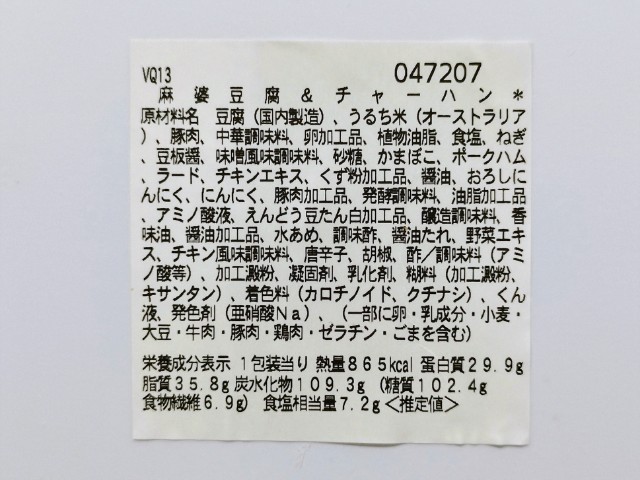 VQ13 047207
麻婆豆腐&チャーハン*
原材料名 豆腐(国内製造)、うるち米(オーストラリア
)、豚肉、中華調味料、卵加工品、植物油脂、食塩、ねぎ
、豆板醤、味噌風味調味料、砂糖、かまぼこ、ポークハム
、ラード、チキンエキス、くず粉加工品、醤油、おろしに
んにく、にんにく、豚肉加工品、発酵調味料、油脂加工品
、アミノ酸液、えんどう豆たん白加工品、醸造調味料、香
味油、醤油加工品、水あめ、調味酢、醤油たれ、野菜エキ
ス、チキン風味調味料、唐辛子、胡椒、酢/調味料(アミ
ノ酸等)、加工澱粉、凝固剤、乳化剤、糊料(加工澱粉、
キサンタン)、着色料(カロチノイド、クチナシ)、くん
液、発色剤(亜硝酸Na)、(一部に卵・乳成分・小麦・
大豆・牛肉・豚肉・鶏肉・ゼラチン・ごまを含む)
栄養成分表示 1包装当り 熱量865kcal 蛋白質29.9g
脂質35.8g 炭水化物109.3g(糖質102.4g
食物繊維6.9g) 食塩相当量7.2g<推定値>